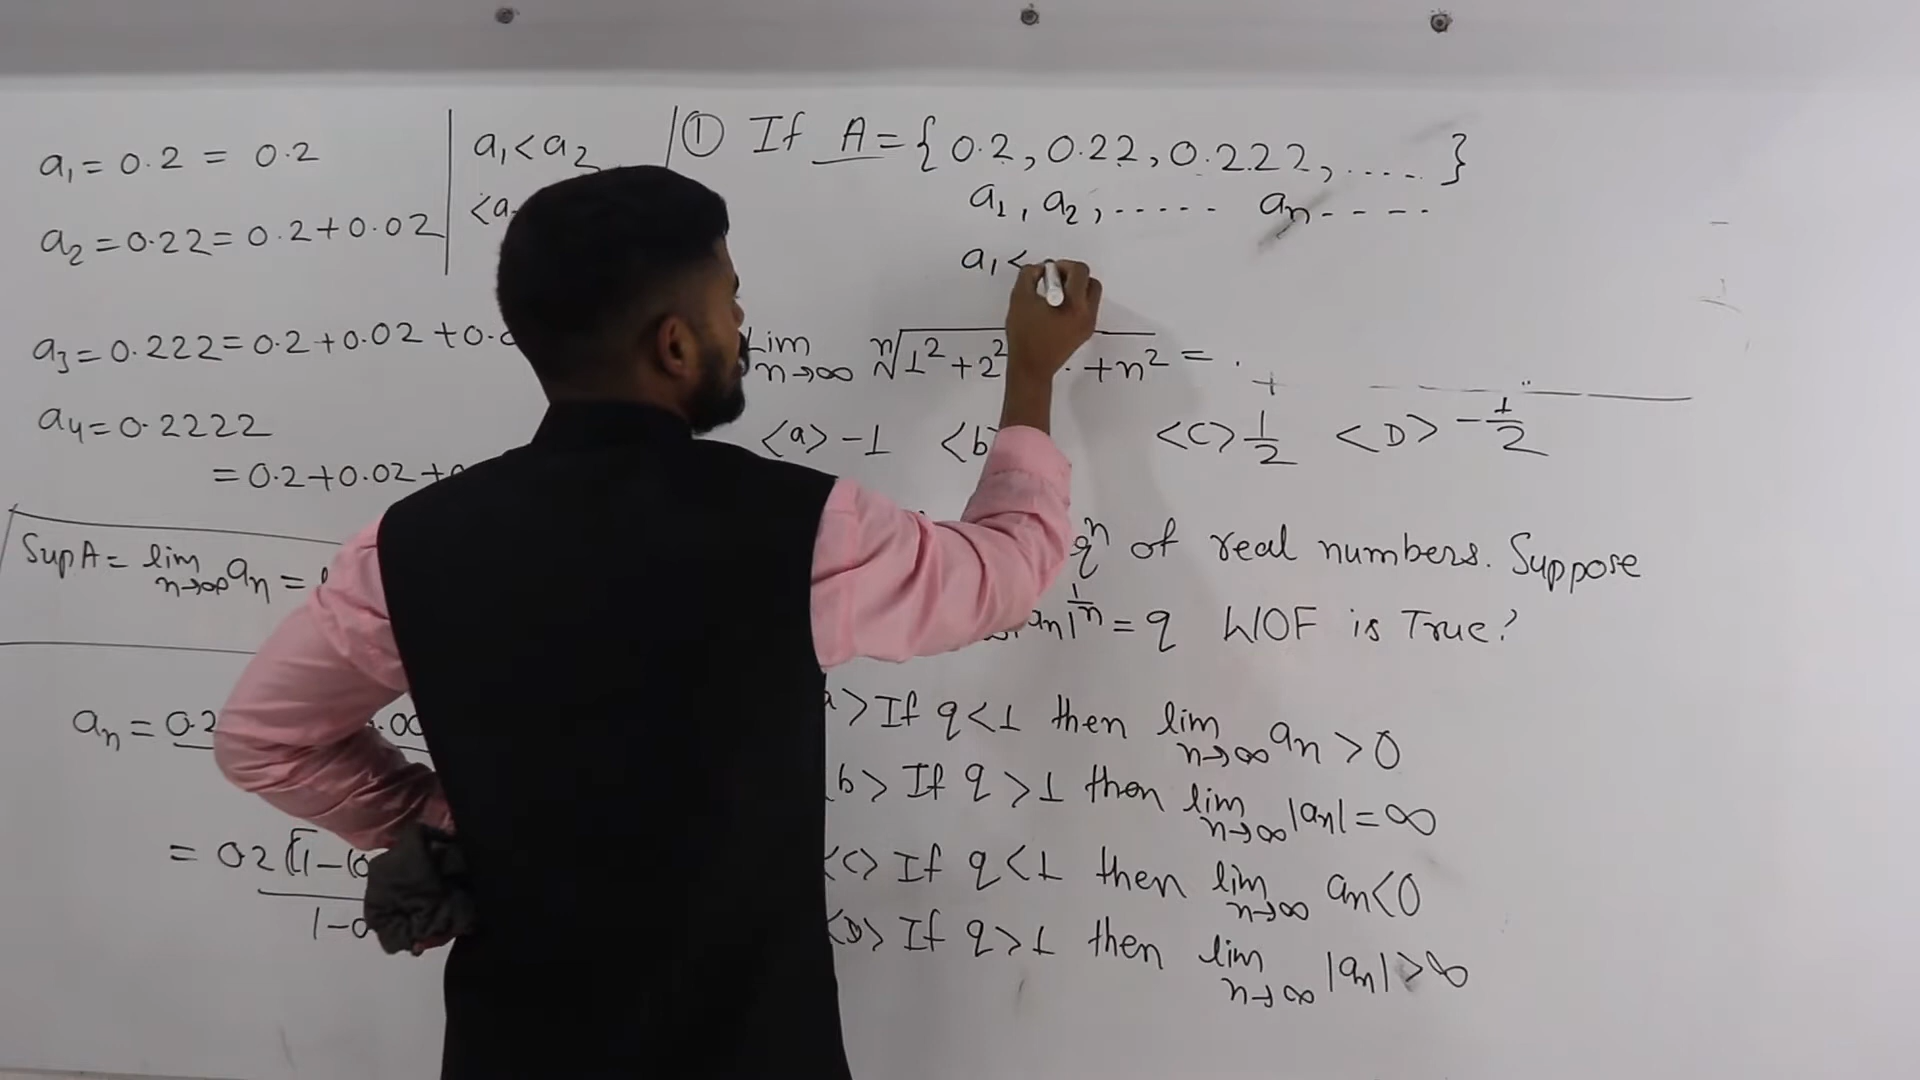 a₁ = 0.2 = 0.2
a₂ = 0.22 = 0.2 + 0.02
a₃ = 0.222 = 0.2 + 0.02 + 0.
a₄ = 0.2222
= 0.2 + 0.02 +
Sup A = lim n→∞ aₙ =
aₙ = 0.2
= 02 [1 – (0
1 – 0
a₁ < a₂
< a
① If A = { 0.2, 0.22, 0.222, ..... }
a₁, a₂, ...... aₙ - - - -
a₁ <
Lim n→∞ ⁿ√1² + 2² . + n² = .
<a> –1 <b> <C> 1/2 <D> –1/2
qⁿ of real numbers. Suppose
aₙ|^(1/n) = q WOF is True?
> If q < 1 then lim n→∞ aₙ > 0
b> If q > 1 then lim n→∞ |aₙ| = ∞
<C> If q < 1 then lim n→∞ aₙ < 0
<D> If q > 1 then lim n→∞ |aₙ| > ∞